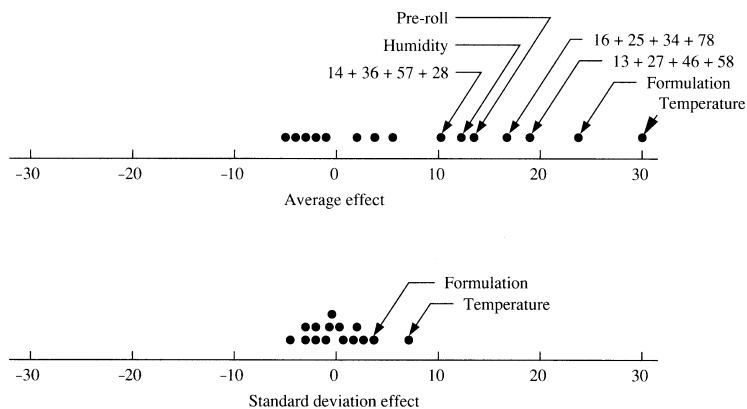 Pre-roll
16 + 25 + 34 + 78
Humidity
13 + 27 + 46 + 58
14 + 36 + 57 + 28
Formulation
Temperature
–30 –20 –10 0 10 20 30
Average effect
Formulation
Temperature
–30 –20 –10 0 10 20 30
Standard deviation effect